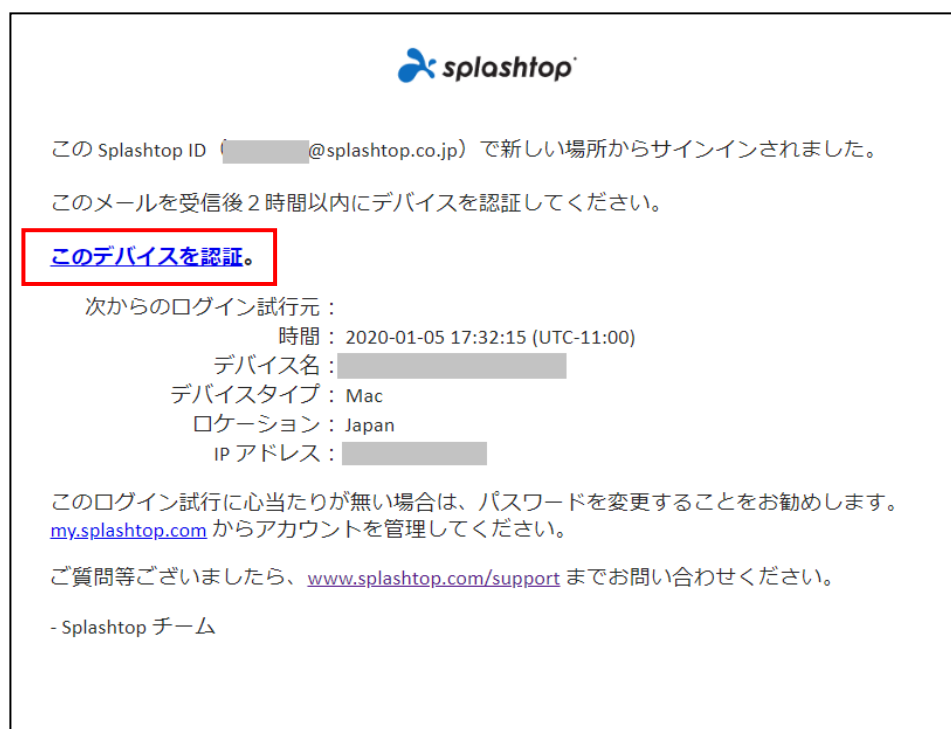 splashtop
この Splashtop ID（@splashtop.co.jp）で新しい場所からサインインされました。
このメールを受信後２時間以内にデバイスを認証してください。
このデバイスを認証。
次からのログイン試行元：
時間： 2020-01-05 17:32:15 (UTC-11:00)
デバイス名：
デバイスタイプ： Mac
ロケーション： Japan
IP アドレス：
このログイン試行に心当たりが無い場合は、パスワードを変更することをお勧めします。
my.splashtop.com からアカウントを管理してください。
ご質問等ございましたら、www.splashtop.com/support までお問い合わせください。
- Splashtop チーム